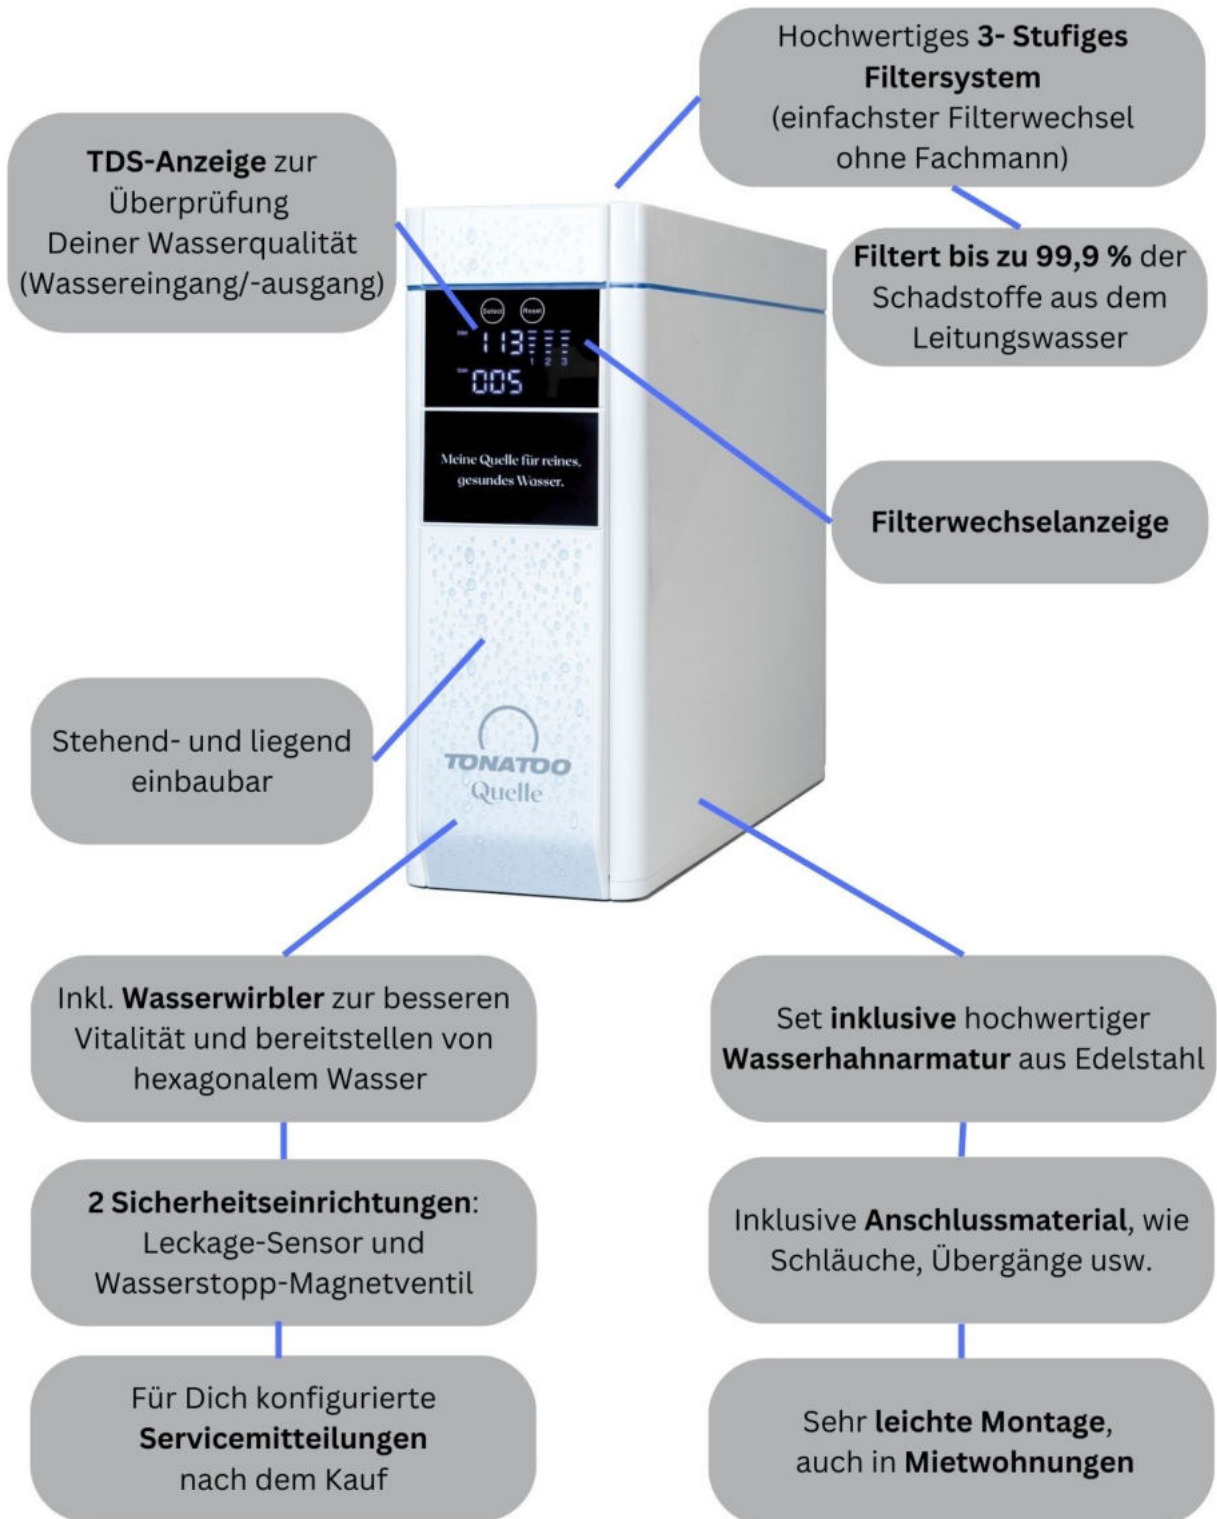 Hochwertiges 3- Stufiges
Filtersystem
(einfachster Filterwechsel
ohne Fachmann)
TDS-Anzeige zur
Überprüfung
Deiner Wasserqualität
(Wassereingang/-ausgang)
Filtert bis zu 99,9 % der
Schadstoffe aus dem
Leitungswasser
Select Reset
113
1 2 3
005
Meine Quelle für reines,
gesundes Wasser.
Filterwechselanzeige
Stehend- und liegend
einbaubar
TONATOO
Quelle
Inkl. Wasserwirbler zur besseren
Vitalität und bereitstellen von
hexagonalem Wasser
Set inklusive hochwertiger
Wasserhahnarmatur aus Edelstahl
2 Sicherheitseinrichtungen:
Leckage-Sensor und
Wasserstopp-Magnetventil
Inklusive Anschlussmaterial, wie
Schläuche, Übergänge usw.
Für Dich konfigurierte
Servicemitteilungen
nach dem Kauf
Sehr leichte Montage,
auch in Mietwohnungen